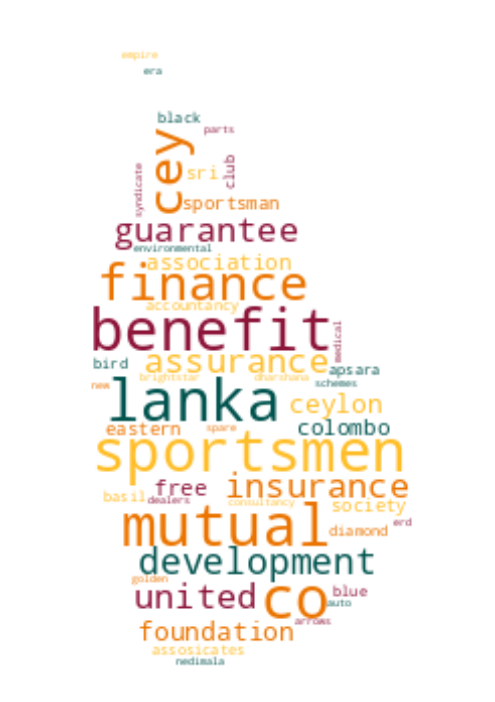 empire
era
black
parts
cey
sri
club
syndicate
sportsman
guarantee
environmental
association
finance
accountancy
benefit
medical
bird
assurance
apsara
new
brightstar
dharshana
schemes
lanka
ceylon
eastern
spare
colombo
sportsmen
free
insurance
basil
dealers
consultancy
society
mutual
erd
diamond
development
golden
united
co
blue
auto
arrows
foundation
assosicates
nedimala